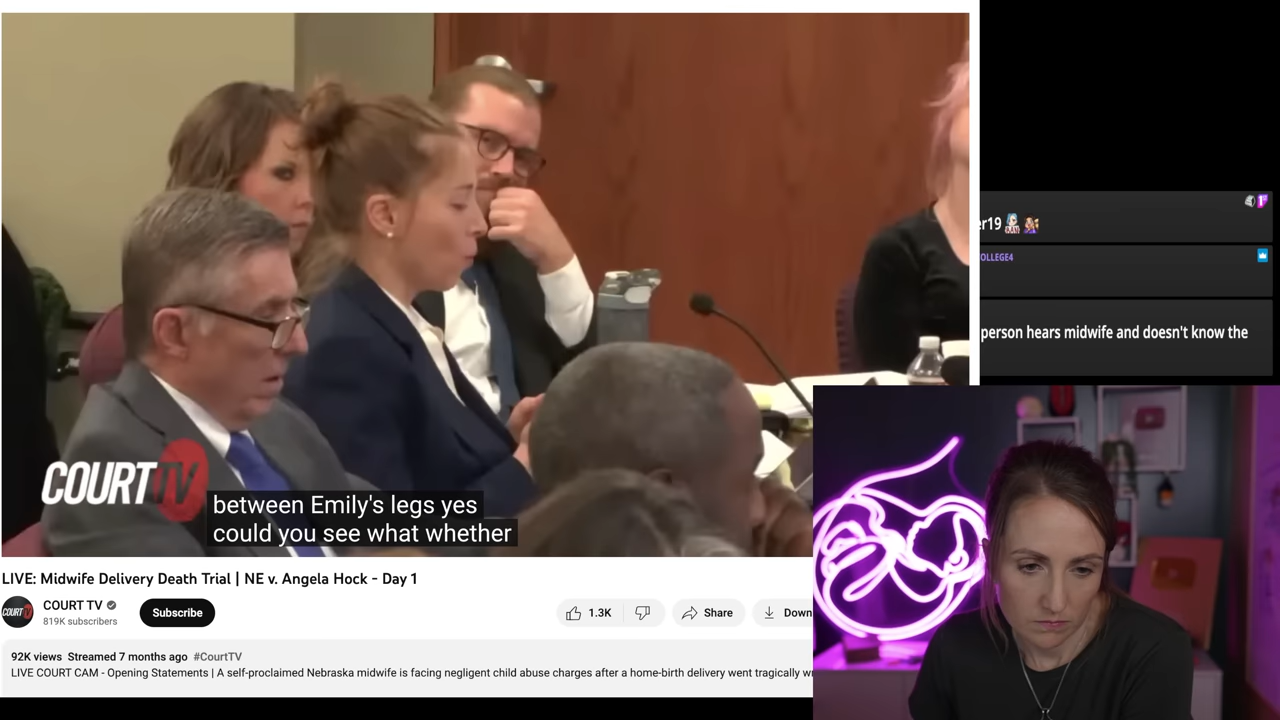 er19
OLLEGE4
person hears midwife and doesn't know the
COURT TV
between Emily's legs yes
could you see what whether
LIVE: Midwife Delivery Death Trial | NE v. Angela Hock - Day 1
COURT TV
819K subscribers
Subscribe
1.3K
Share
Down
92K views Streamed 7 months ago #CourtTV
LIVE COURT CAM - Opening Statements | A self-proclaimed Nebraska midwife is facing negligent child abuse charges after a home-birth delivery went tragically w